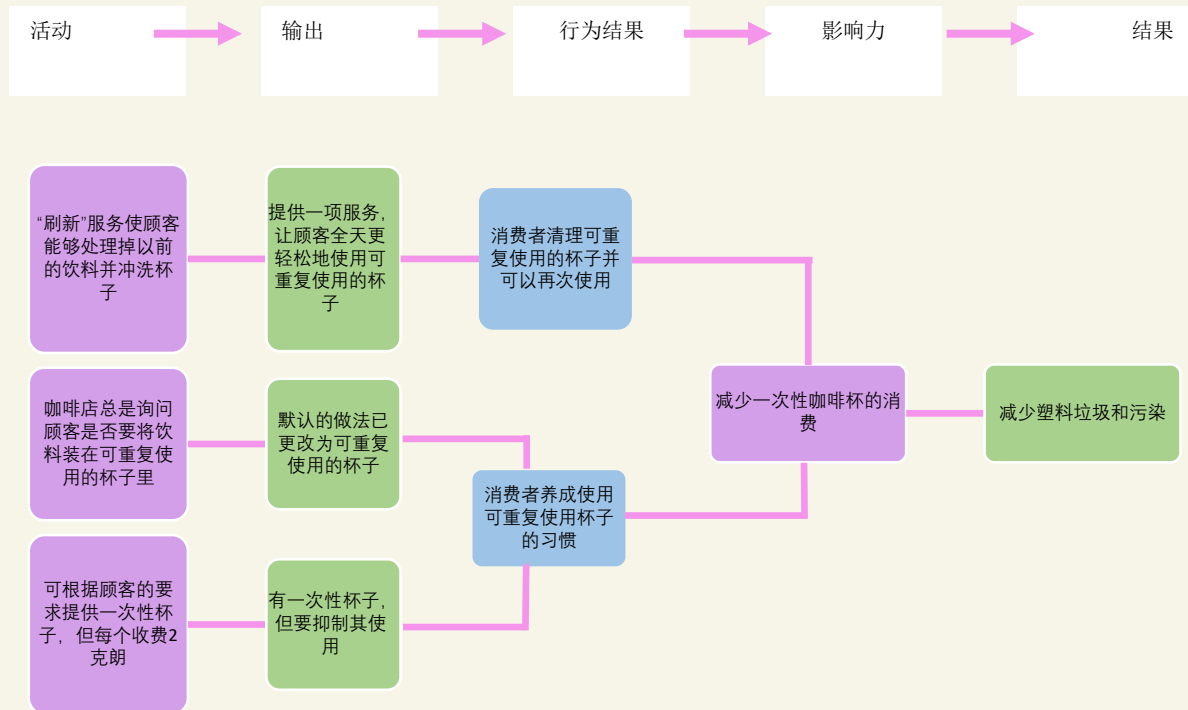 活动
输出
行为结果
影响力
结果
“刷新”服务使顾客
能够处理掉以前
的饮料并冲洗杯
子
提供一项服务，
让顾客全天更
轻松地使用可
重复使用的杯
子
消费者清理可重
复使用的杯子并
可以再次使用
咖啡店总是询问
顾客是否要将饮
料装在可重复使
用的杯子里
默认的做法已
更改为可重复
使用的杯子
消费者养成使用
可重复使用杯子
的习惯
减少一次性咖啡杯的消
费
减少塑料垃圾和污染
可根据顾客的要
求提供一次性杯
子，但每个收费2
克朗
有一次性杯子，
但要抑制其使
用